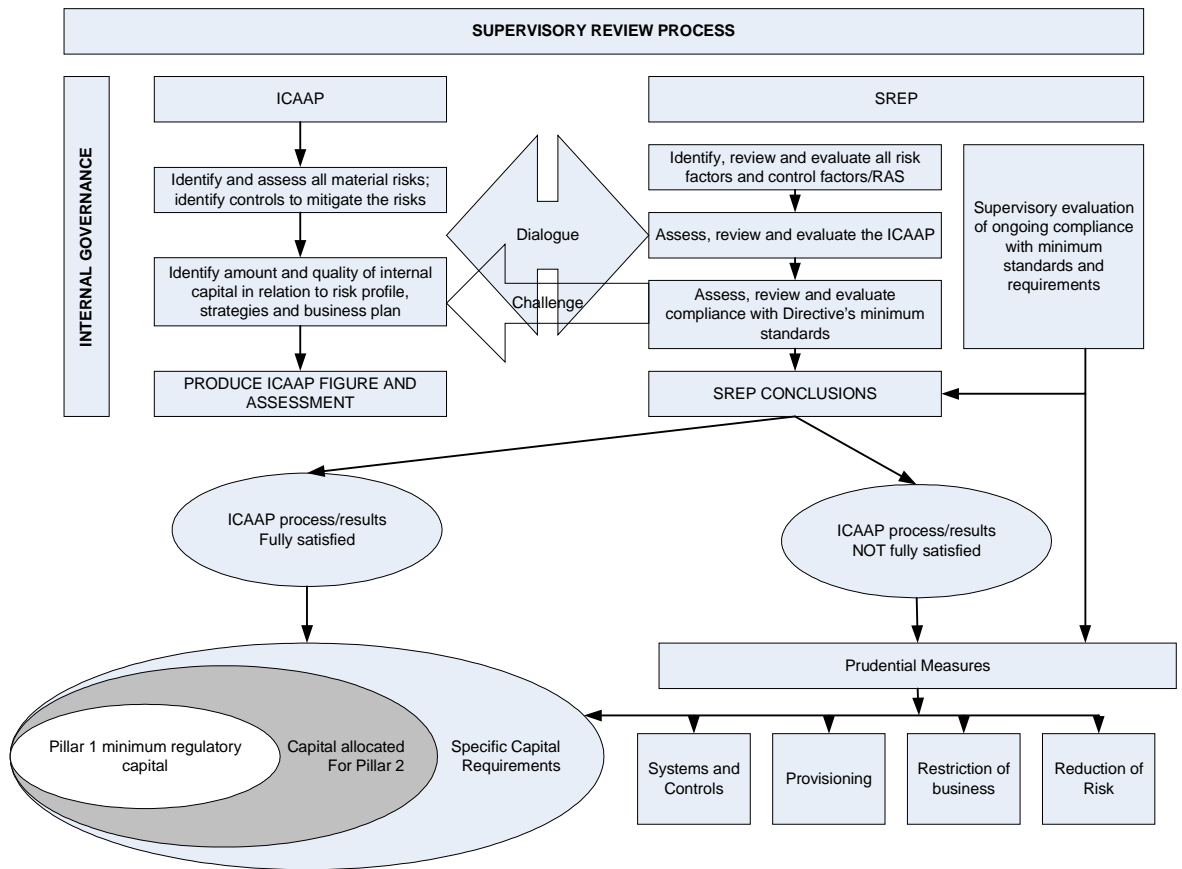 SUPERVISORY REVIEW PROCESS
INTERNAL GOVERNANCE
ICAAP
Identify and assess all material risks;
identify controls to mitigate the risks
Identify amount and quality of internal
capital in relation to risk profile,
strategies and business plan
PRODUCE ICAAP FIGURE AND
ASSESSMENT
Dialogue
Challenge
SREP
Identify, review and evaluate all risk
factors and control factors/RAS
Assess, review and evaluate the ICAAP
Assess, review and evaluate
compliance with Directive's minimum
standards
SREP CONCLUSIONS
Supervisory evaluation
of ongoing compliance
with minimum
standards and
requirements
ICAAP process/results
Fully satisfied
ICAAP process/results
NOT fully satisfied
Prudential Measures
Pillar 1 minimum regulatory
capital
Capital allocated
For Pillar 2
Specific Capital
Requirements
Systems and
Controls
Provisioning
Restriction of
business
Reduction of
Risk